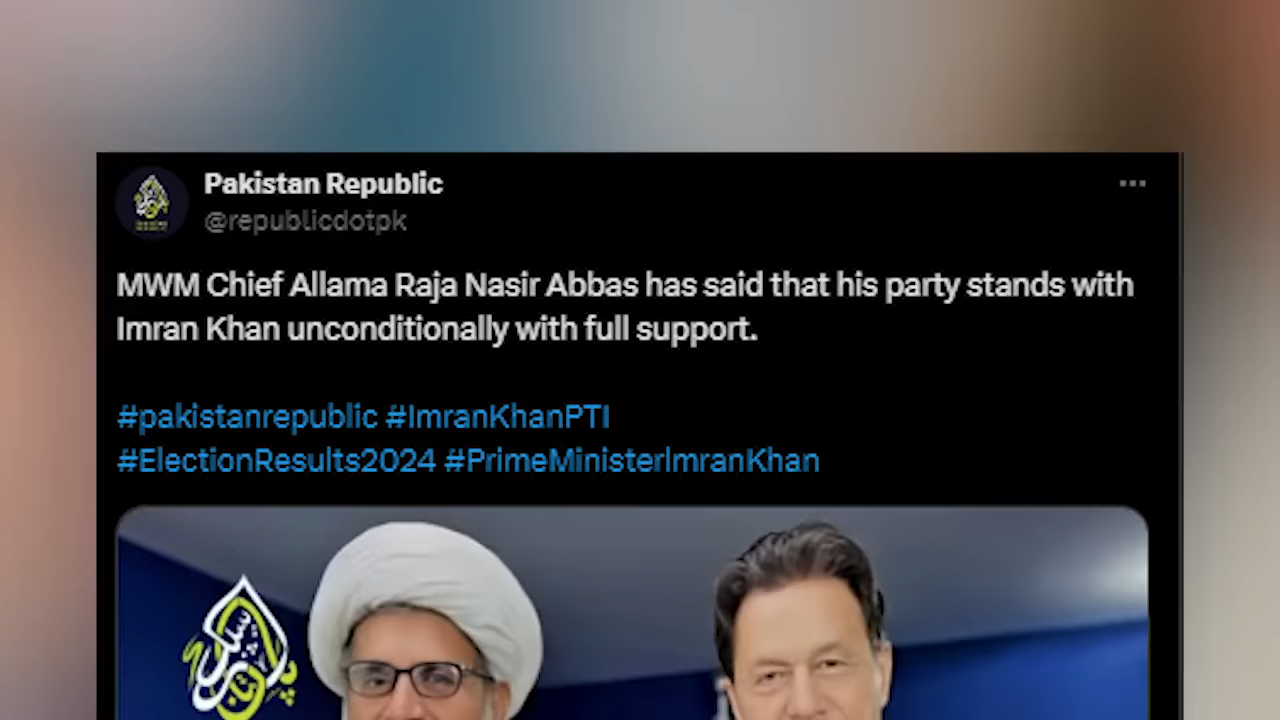 Pakistan Republic
@republicdotpk
MWM Chief Allama Raja Nasir Abbas has said that his party stands with
Imran Khan unconditionally with full support.
#pakistanrepublic #ImranKhanPTI
#ElectionResults2024 #PrimeMinisterImranKhan